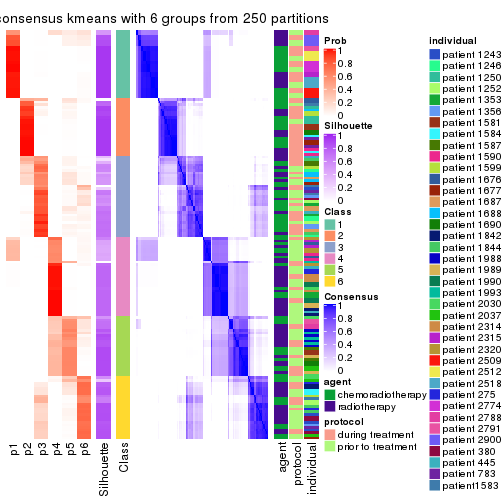 consensus kmeans with 6 groups from 250 partitions
p1
p2
p3
p4
p5
p6
Silhouette
Class
agent
protocol
individual
Prob
1
0.8
0.6
0.4
0.2
0
Silhouette
1
0.8
0.6
0.4
0.2
0
Class
1
2
3
4
5
6
Consensus
1
0.8
0.6
0.4
0.2
0
agent
chemoradiotherapy
radiotherapy
protocol
during treatment
prior to treatment
individual
patient 1243
patient 1246
patient 1250
patient 1252
patient 1353
patient 1356
patient 1581
patient 1584
patient 1587
patient 1590
patient 1599
patient 1676
patient 1677
patient 1687
patient 1688
patient 1690
patient 1842
patient 1844
patient 1988
patient 1989
patient 1990
patient 1993
patient 2030
patient 2037
patient 2314
patient 2315
patient 2320
patient 2509
patient 2512
patient 2518
patient 275
patient 2774
patient 2788
patient 2791
patient 2900
patient 380
patient 445
patient 783
patient1583